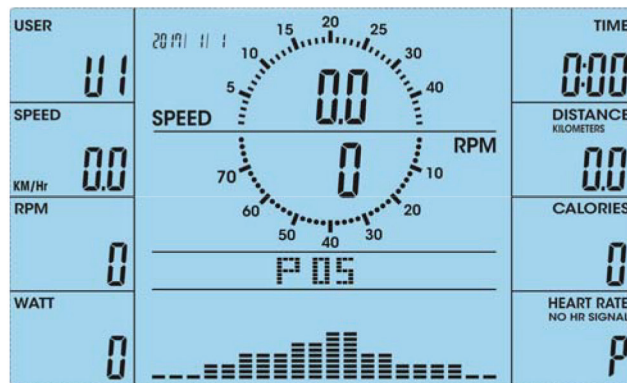 USER
U1
SPEED
KM/Hr 0.0
RPM
0
WATT
0
2017/ 1/ 1
5 10 15 20 25 30 40
SPEED 0.0
RPM
0
70 60 50 40 30 20 10
P 05
TIME
0:00
DISTANCE
KILOMETERS
0.0
CALORIES
0
HEART RATE
NO HR SIGNAL
P